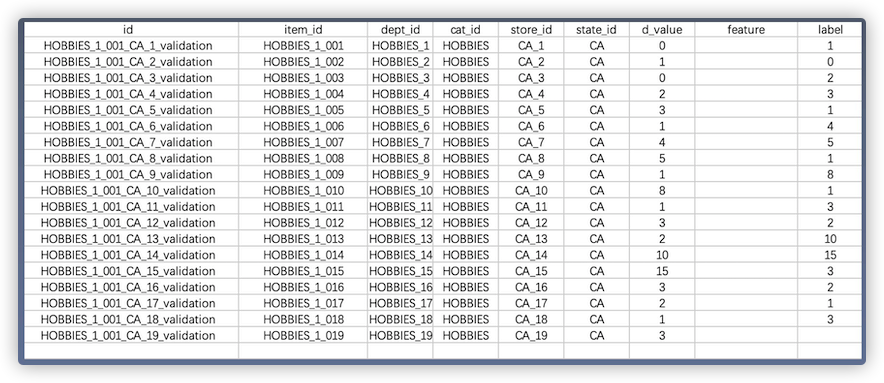 id item_id dept_id cat_id store_id state_id d_value feature label
HOBBIES_1_001_CA_1_validation HOBBIES_1_001 HOBBIES_1 HOBBIES CA_1 CA 0 1
HOBBIES_1_001_CA_2_validation HOBBIES_1_002 HOBBIES_2 HOBBIES CA_2 CA 1 0
HOBBIES_1_001_CA_3_validation HOBBIES_1_003 HOBBIES_3 HOBBIES CA_3 CA 0 2
HOBBIES_1_001_CA_4_validation HOBBIES_1_004 HOBBIES_4 HOBBIES CA_4 CA 2 3
HOBBIES_1_001_CA_5_validation HOBBIES_1_005 HOBBIES_5 HOBBIES CA_5 CA 3 1
HOBBIES_1_001_CA_6_validation HOBBIES_1_006 HOBBIES_6 HOBBIES CA_6 CA 1 4
HOBBIES_1_001_CA_7_validation HOBBIES_1_007 HOBBIES_7 HOBBIES CA_7 CA 4 5
HOBBIES_1_001_CA_8_validation HOBBIES_1_008 HOBBIES_8 HOBBIES CA_8 CA 5 1
HOBBIES_1_001_CA_9_validation HOBBIES_1_009 HOBBIES_9 HOBBIES CA_9 CA 1 8
HOBBIES_1_001_CA_10_validation HOBBIES_1_010 HOBBIES_10 HOBBIES CA_10 CA 8 1
HOBBIES_1_001_CA_11_validation HOBBIES_1_011 HOBBIES_11 HOBBIES CA_11 CA 1 3
HOBBIES_1_001_CA_12_validation HOBBIES_1_012 HOBBIES_12 HOBBIES CA_12 CA 3 2
HOBBIES_1_001_CA_13_validation HOBBIES_1_013 HOBBIES_13 HOBBIES CA_13 CA 2 10
HOBBIES_1_001_CA_14_validation HOBBIES_1_014 HOBBIES_14 HOBBIES CA_14 CA 10 15
HOBBIES_1_001_CA_15_validation HOBBIES_1_015 HOBBIES_15 HOBBIES CA_15 CA 15 3
HOBBIES_1_001_CA_16_validation HOBBIES_1_016 HOBBIES_16 HOBBIES CA_16 CA 3 2
HOBBIES_1_001_CA_17_validation HOBBIES_1_017 HOBBIES_17 HOBBIES CA_17 CA 2 1
HOBBIES_1_001_CA_18_validation HOBBIES_1_018 HOBBIES_18 HOBBIES CA_18 CA 1 3
HOBBIES_1_001_CA_19_validation HOBBIES_1_019 HOBBIES_19 HOBBIES CA_19 CA 3